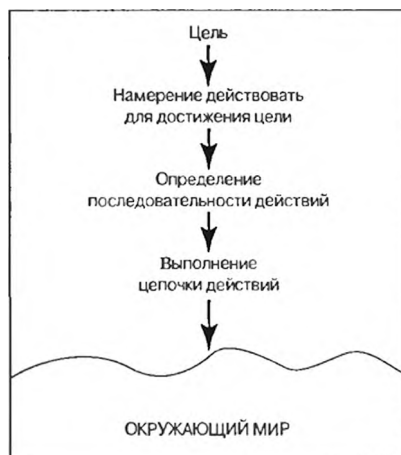 Цель
Намерение действовать
для достижения цели
Определение
последовательности действий
Выполнение
цепочки действий
ОКРУЖАЮЩИЙ МИР